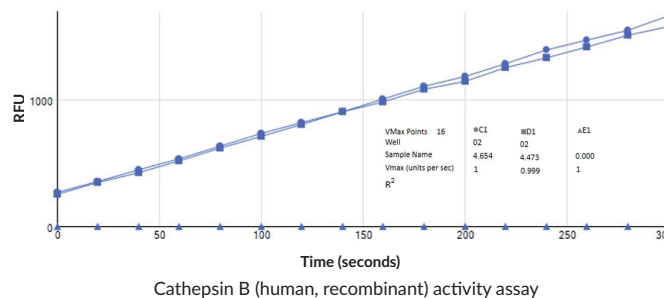 RFU
1000
0
VMax Points 16 ●C1 ■D1 ▲E1
Well 02 02
Sample Name 4.654 4.473 0.000
Vmax (units per sec) 1 0.999 1
R²
0 50 100 150 200 250 300
Time (seconds)
Cathepsin B (human, recombinant) activity assay